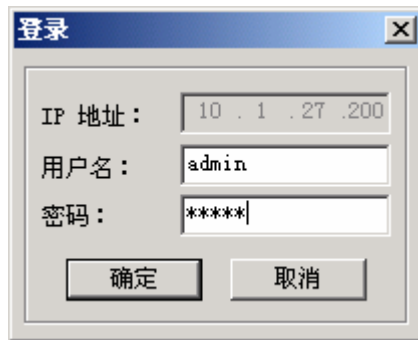 登录
IP 地址：
10 . 1 . 27 .200
用户名：
admin
密码：
*****
确定
取消